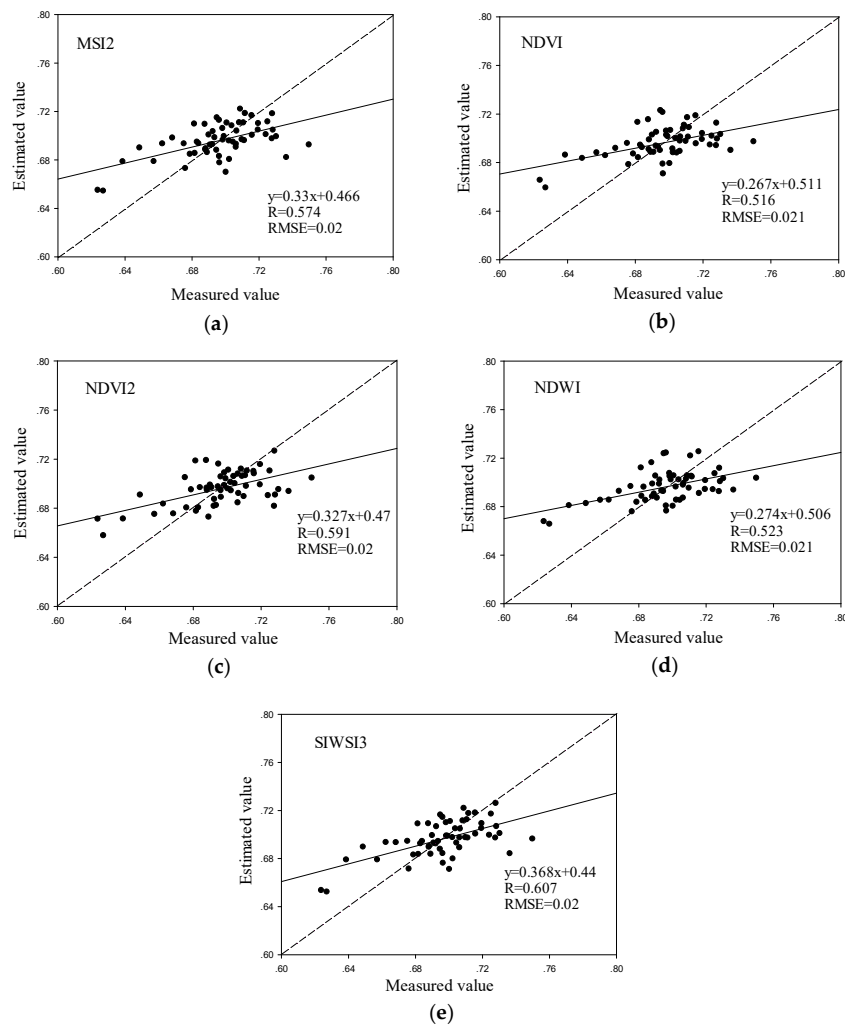 .80
MSI2
.76
.72
.68
.64
.60
Estimated value
y=0.33x+0.466
R=0.574
RMSE=0.02
.60 .64 .68 .72 .76 .80
Measured value
(a)
.80
NDVI
.76
.72
.68
.64
.60
Estimated value
y=0.267x+0.511
R=0.516
RMSE=0.021
.60 .64 .68 .72 .76 .80
Measured value
(b)
.80
NDVI2
.76
.72
.68
.64
.60
Estimated value
y=0.327x+0.47
R=0.591
RMSE=0.02
.60 .64 .68 .72 .76 .80
Measured value
(c)
.80
NDWI
.76
.72
.68
.64
.60
Estimated value
y=0.274x+0.506
R=0.523
RMSE=0.021
.60 .64 .68 .72 .76 .80
Measured value
(d)
.80
SIWSI3
.76
.72
.68
.64
.60
Estimated value
y=0.368x+0.44
R=0.607
RMSE=0.02
.60 .64 .68 .72 .76 .80
Measured value
(e)